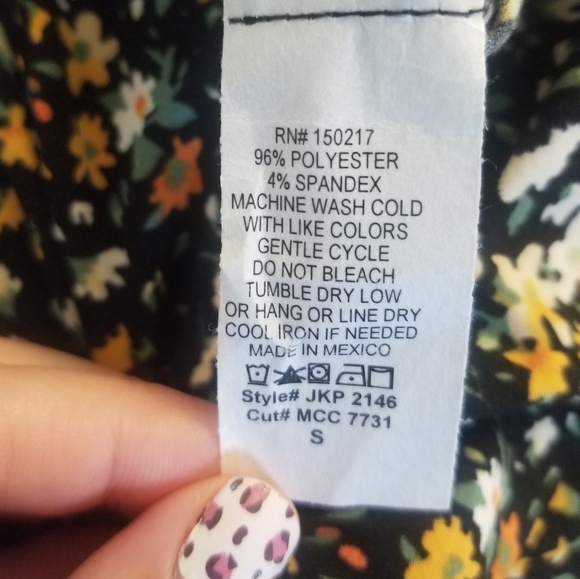 RN# 150217
96% POLYESTER
4% SPANDEX
MACHINE WASH COLD
WITH LIKE COLORS
GENTLE CYCLE
DO NOT BLEACH
TUMBLE DRY LOW
OR HANG OR LINE DRY
COOL IRON IF NEEDED
MADE IN MEXICO
Style# JKP 2146
Cut# MCC 7731
S